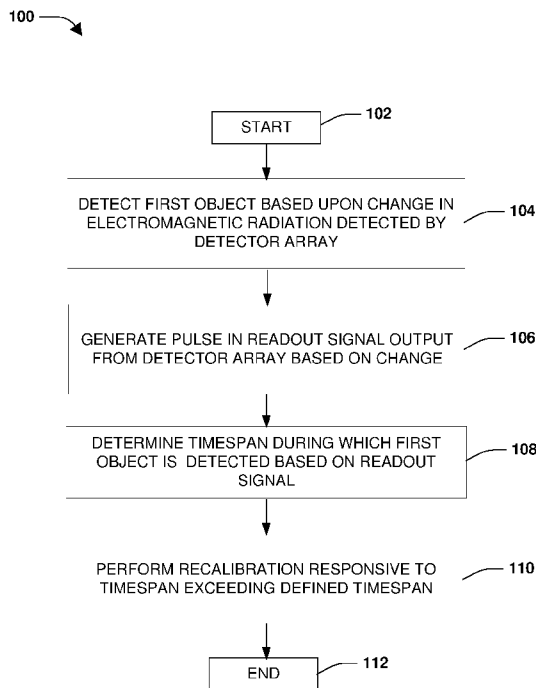 100
START
102
DETECT FIRST OBJECT BASED UPON CHANGE IN
ELECTROMAGNETIC RADIATION DETECTED BY
DETECTOR ARRAY
104
GENERATE PULSE IN READOUT SIGNAL OUTPUT
FROM DETECTOR ARRAY BASED ON CHANGE
106
DETERMINE TIMESPAN DURING WHICH FIRST
OBJECT IS DETECTED BASED ON READOUT
SIGNAL
108
PERFORM RECALIBRATION RESPONSIVE TO
TIMESPAN EXCEEDING DEFINED TIMESPAN
110
END
112